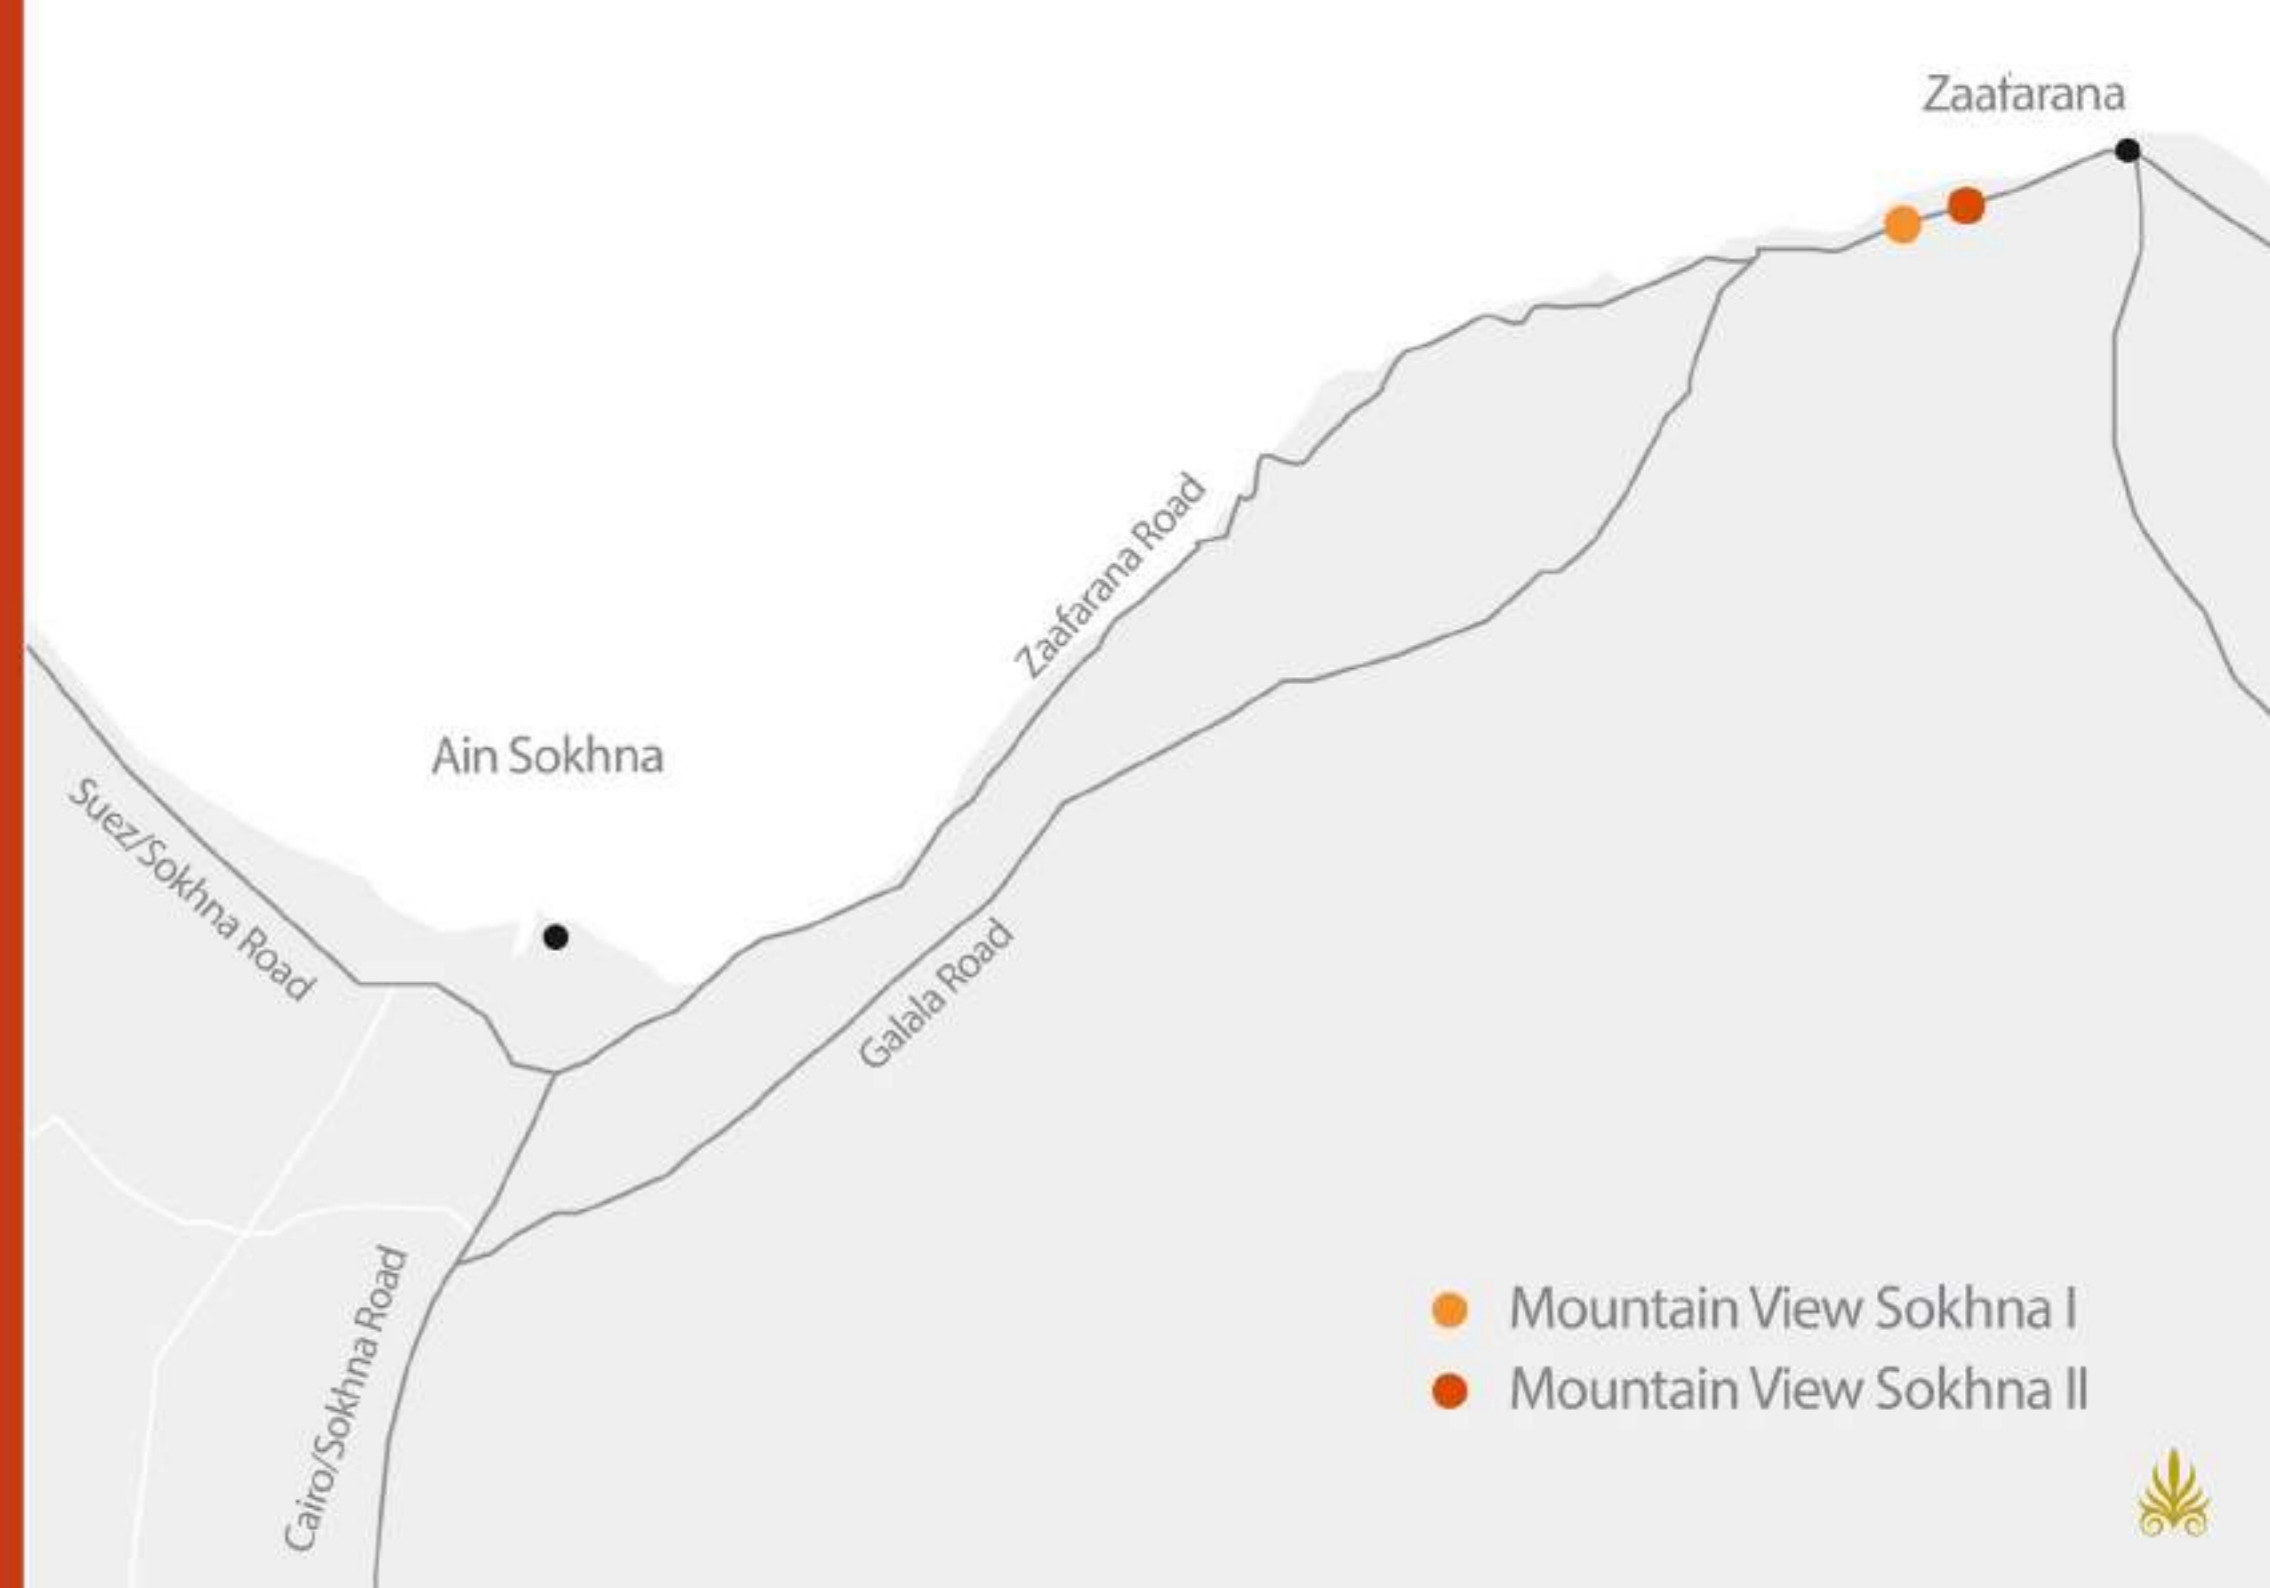 Zaafarana
Zaafarana Road
Ain Sokhna
Suez/Sokhna Road
Galala Road
Cairo/Sokhna Road
Mountain View Sokhna I
Mountain View Sokhna II